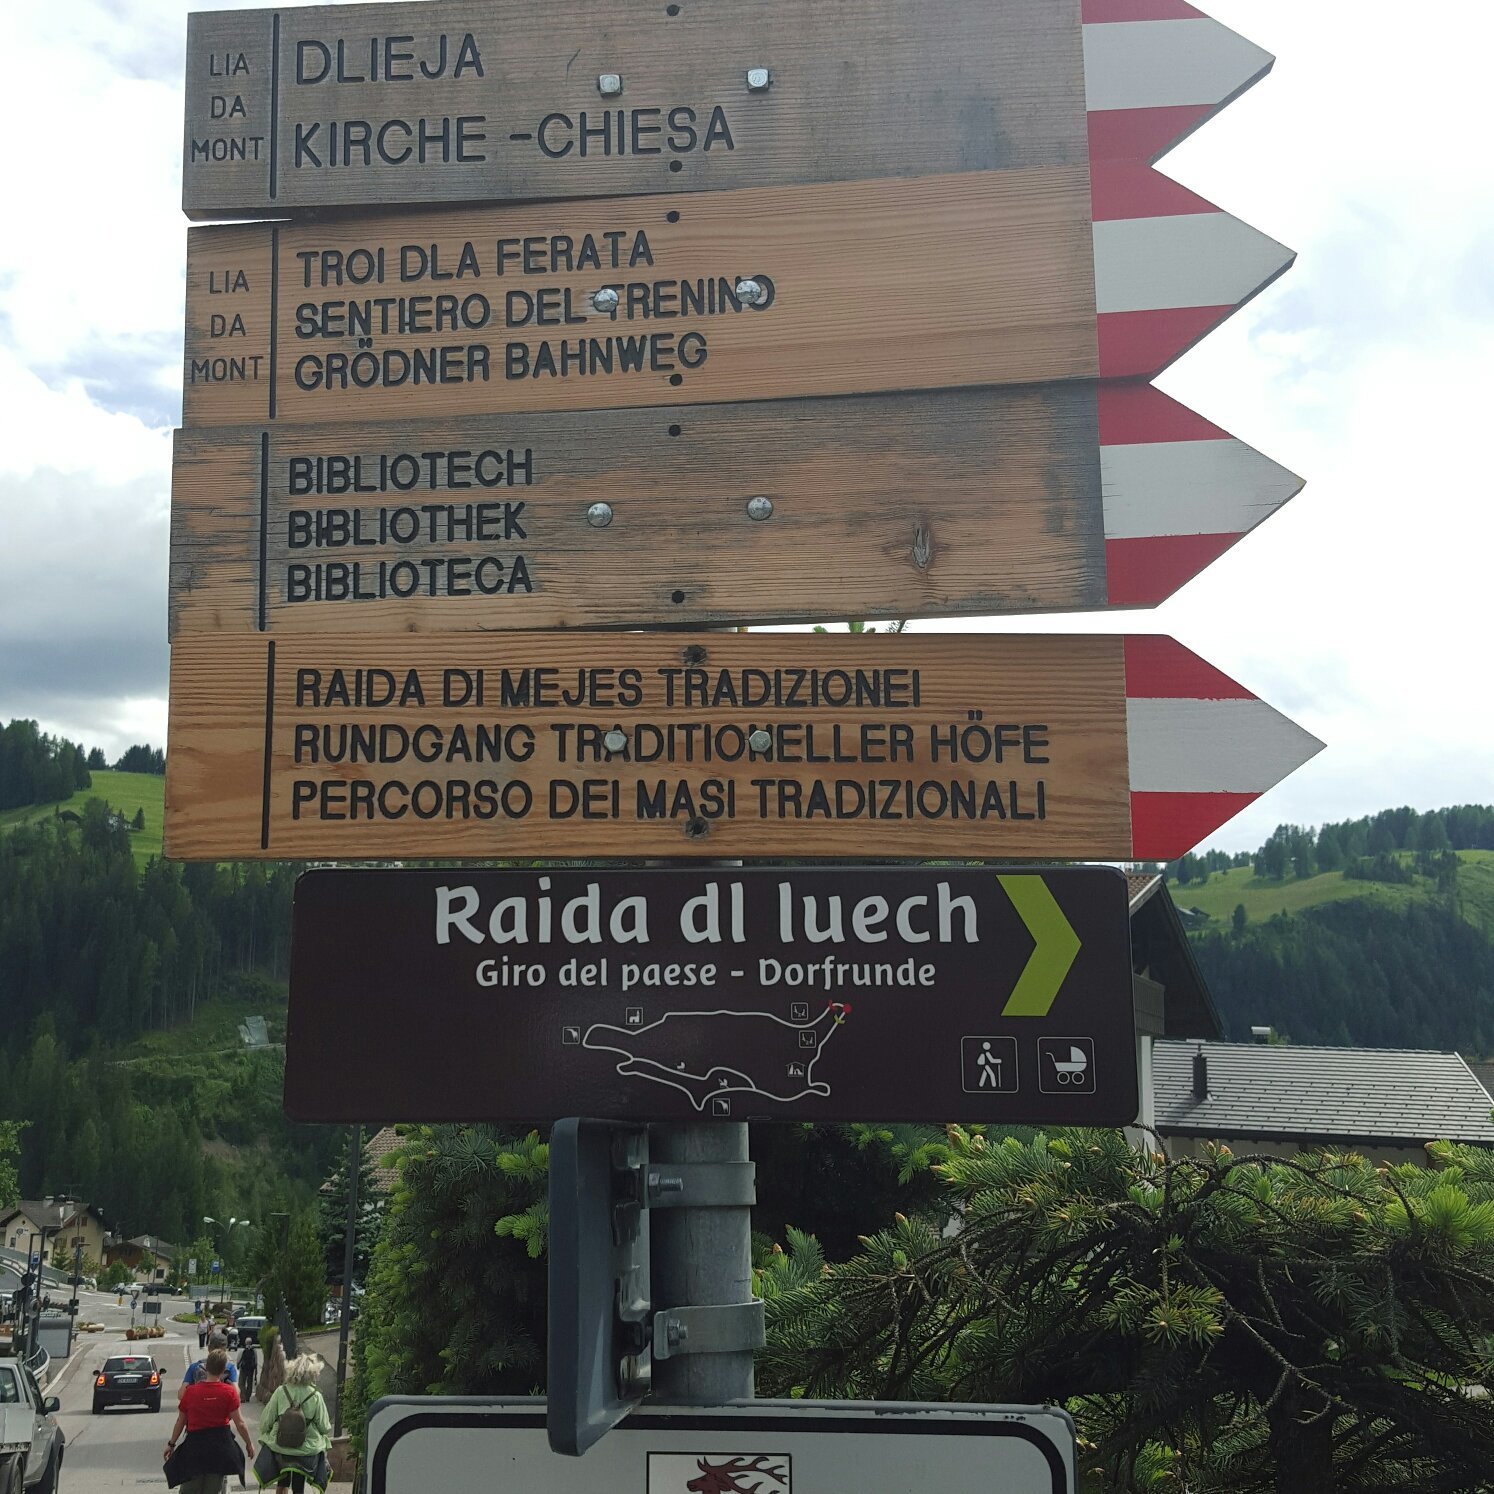 LIA
DA
MONT
DLIEJA
KIRCHE - CHIESA
LIA
DA
MONT
TROI DLA FERATA
SENTIERO DEL TRENINO
GRÖDNER BAHNWEG
BIBLIOTECH
BIBLIOTHEK
BIBLIOTECA
RAIDA DI MEJES TRADIZIONEI
RUNDGANG TRADITIONELLER HÖFE
PERCORSO DEI MASI TRADIZIONALI
Raida dl luech
Giro del paese - Dorfrunde